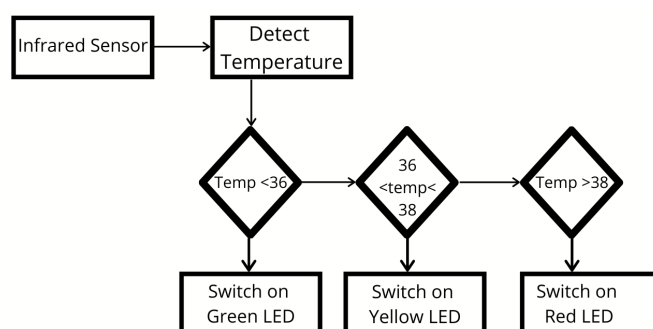 Infrared Sensor
Detect
Temperature
Temp <36
36
<temp<
38
Temp >38
Switch on
Green LED
Switch on
Yellow LED
Switch on
Red LED